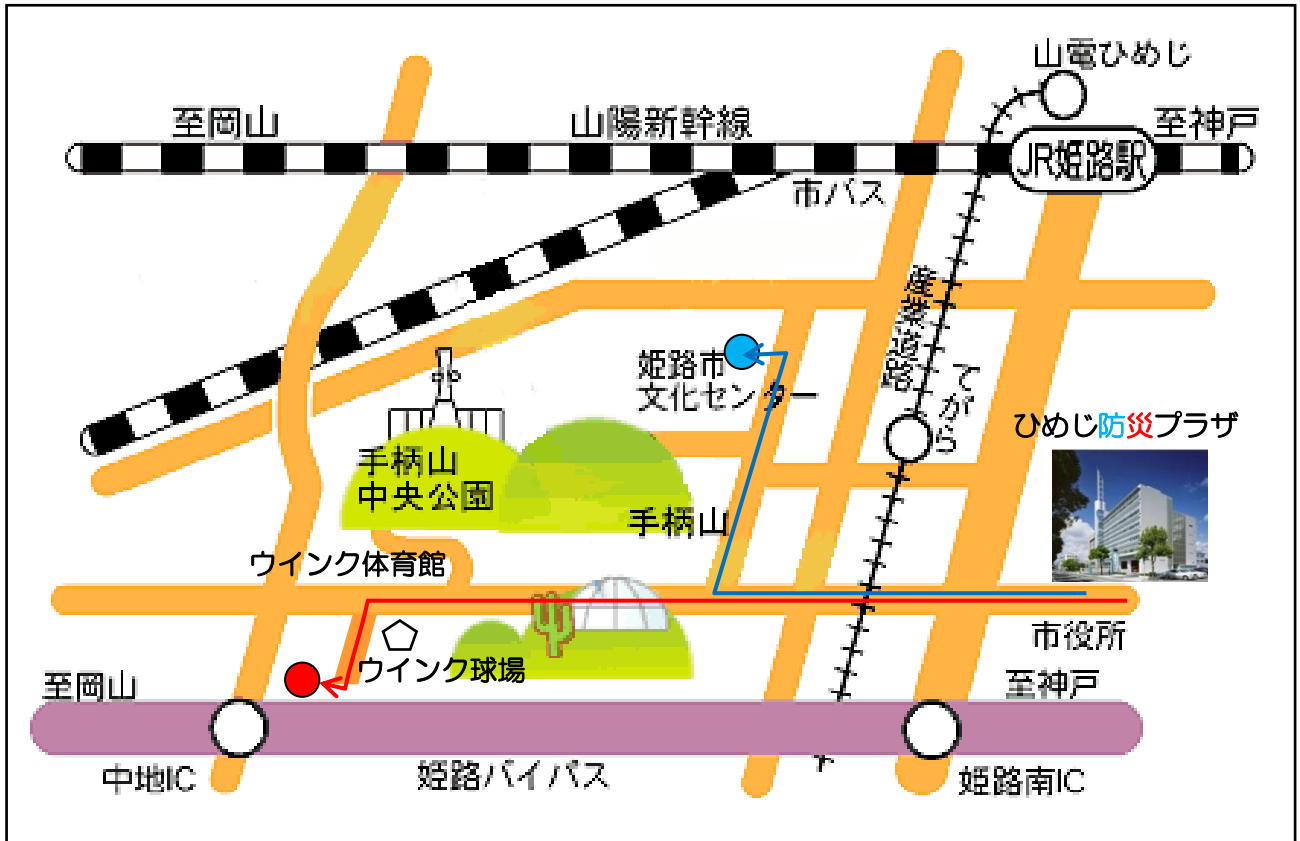 山電ひめじ
至岡山
山陽新幹線
至神戸
JR姫路駅
市バス
産業道路
姫路市
文化センター
てがら
ひめじ防災プラザ
手柄山
中央公園
手柄山
ウインク体育館
市役所
ウインク球場
至岡山
至神戸
中地IC
姫路バイパス
姫路南IC